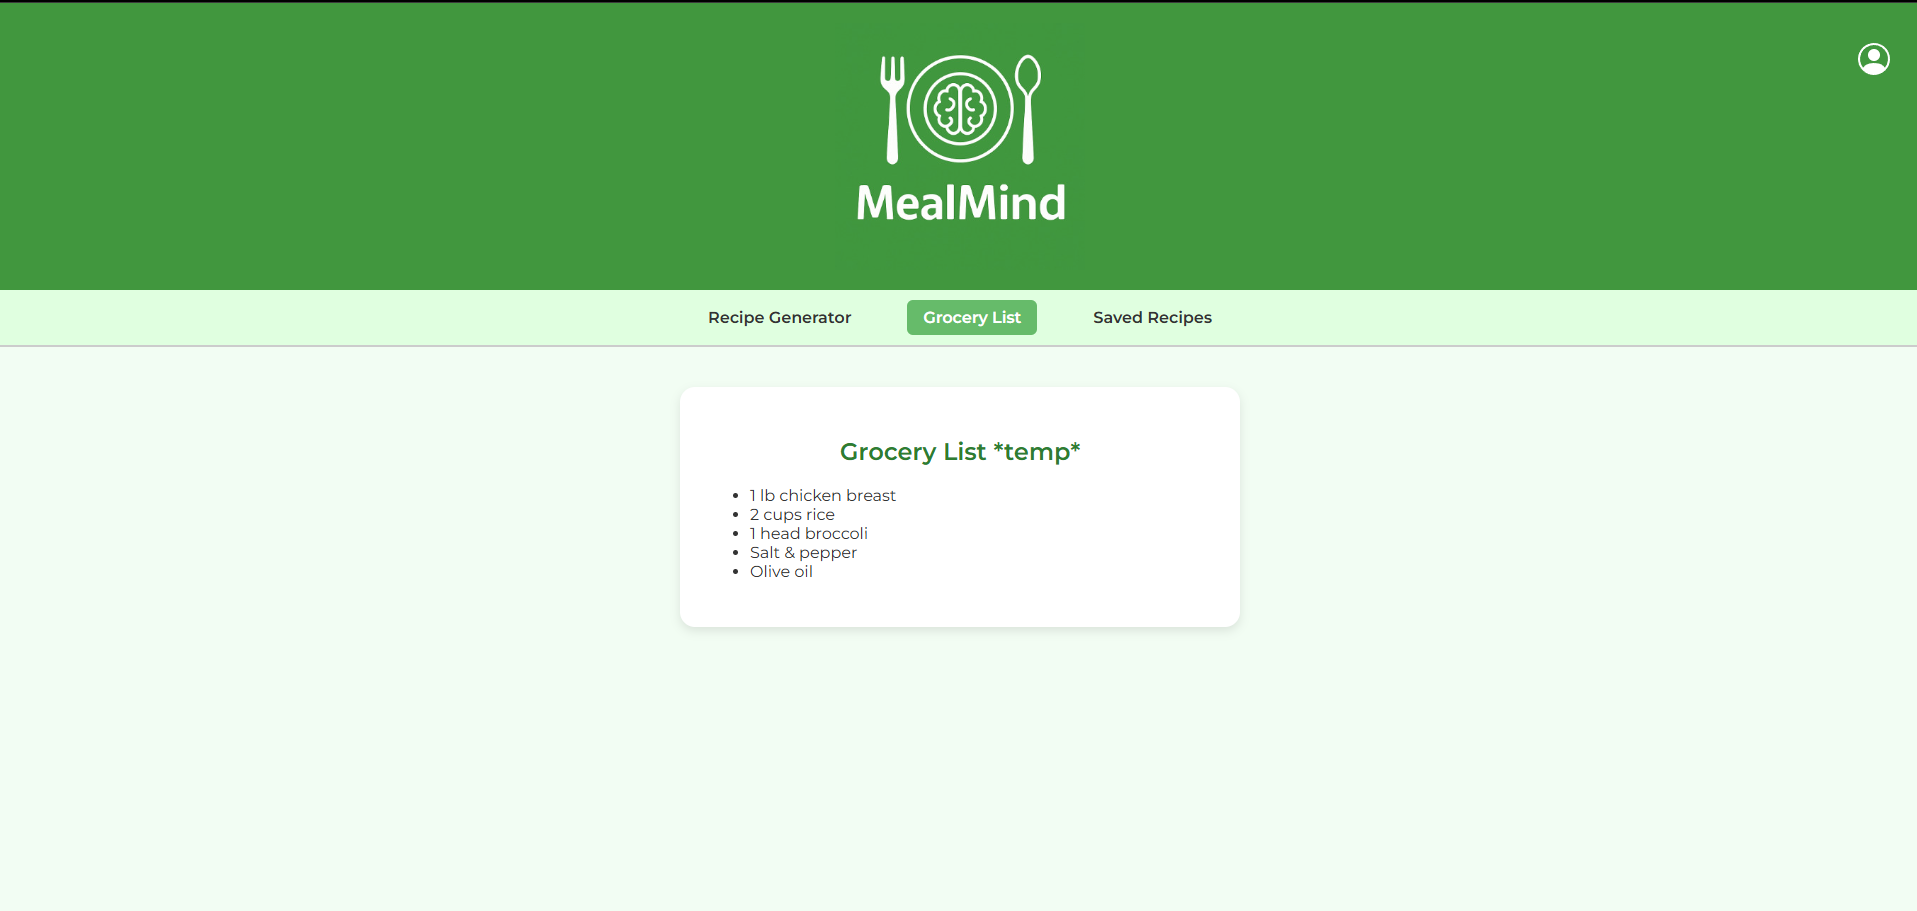 MealMind
Recipe Generator
Grocery List
Saved Recipes
Grocery List *temp*
1 lb chicken breast
2 cups rice
1 head broccoli
Salt & pepper
Olive oil